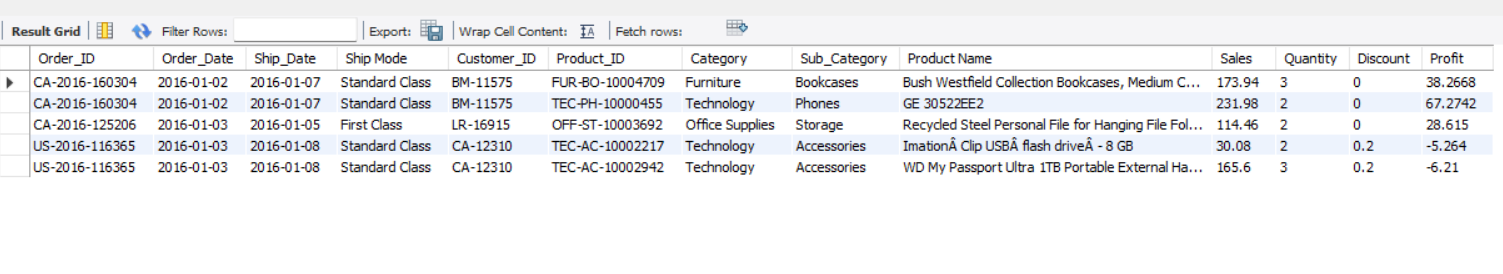 Result Grid Filter Rows: Export: Wrap Cell Content: Fetch rows:
Order_ID Order_Date Ship_Date Ship Mode Customer_ID Product_ID Category Sub_Category Product Name Sales Quantity Discount Profit
CA-2016-160304 2016-01-02 2016-01-07 Standard Class BM-11575 FUR-BO-10004709 Furniture Bookcases Bush Westfield Collection Bookcases, Medium C... 173.94 3 0 38.2668
CA-2016-160304 2016-01-02 2016-01-07 Standard Class BM-11575 TEC-PH-10000455 Technology Phones GE 30522EE2 231.98 2 0 67.2742
CA-2016-125206 2016-01-03 2016-01-05 First Class LR-16915 OFF-ST-10003692 Office Supplies Storage Recycled Steel Personal File for Hanging File Fol... 114.46 2 0 28.615
US-2016-116365 2016-01-03 2016-01-08 Standard Class CA-12310 TEC-AC-10002217 Technology Accessories ImationÂ Clip USBÂ flash driveÂ - 8 GB 30.08 2 0.2 -5.264
US-2016-116365 2016-01-03 2016-01-08 Standard Class CA-12310 TEC-AC-10002942 Technology Accessories WD My Passport Ultra 1TB Portable External Ha... 165.6 3 0.2 -6.21